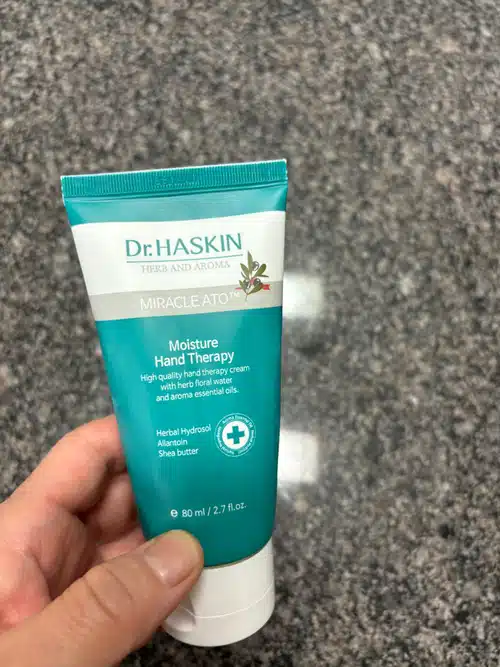 Dr.HASKIN
HERB AND AROMA
MIRACLE ATO™
Moisture
Hand Therapy
High quality hand therapy cream
with herb floral water
and aroma essential oils.
Herbal Hydrosol
Allantoin
Shea butter
e 80 ml / 2.7 fl.oz.